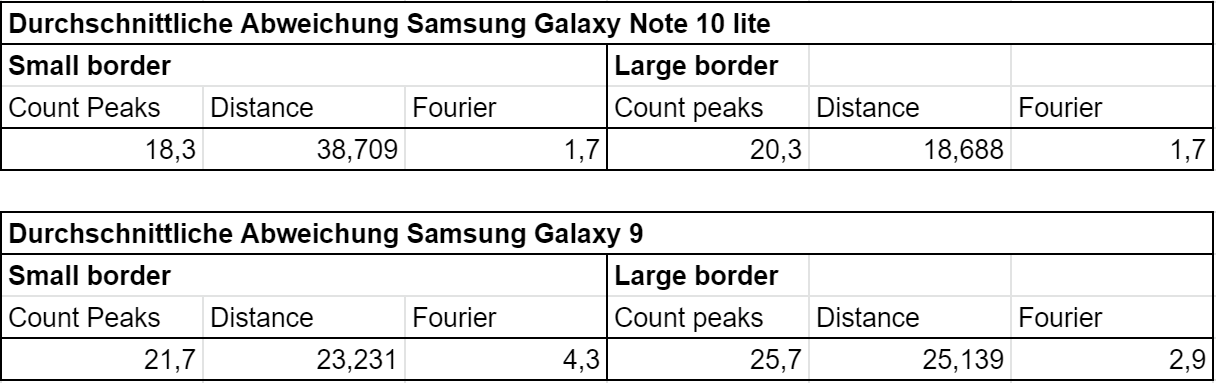 Durchschnittliche Abweichung Samsung Galaxy Note 10 lite
Small border Large border
Count Peaks Distance Fourier Count peaks Distance Fourier
18,3 38,709 1,7 20,3 18,688 1,7
Durchschnittliche Abweichung Samsung Galaxy 9
Small border Large border
Count Peaks Distance Fourier Count peaks Distance Fourier
21,7 23,231 4,3 25,7 25,139 2,9